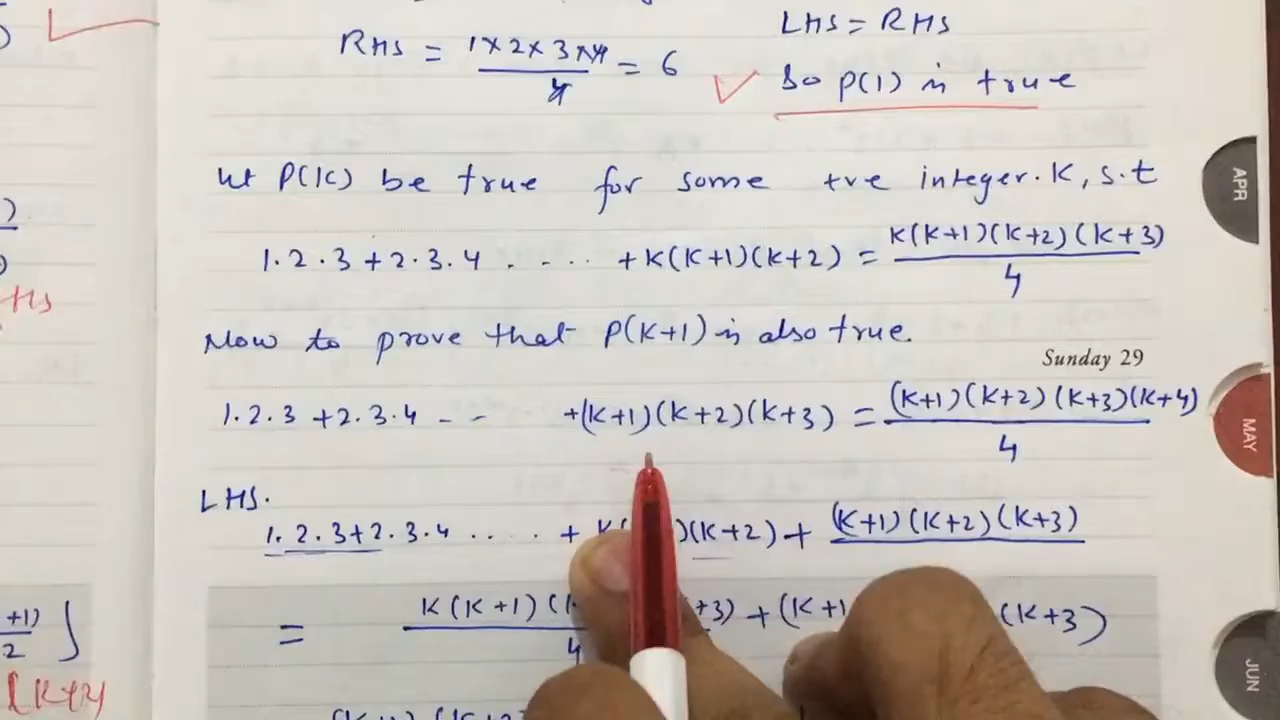 LHS = RHS
RHS = 1×2×3×4/4 = 6
So P(1) is true
APR
let P(K) be true for some +ve integer. K, s.t
1.2.3+2.3.4 . - . . . +K(K+1)(K+2) = K(K+1)(K+2)(K+3)/4
Now to prove that P(K+1) is also true.
Sunday 29
1.2.3 +2.3.4 - - +(K+1)(K+2)(K+3) = (K+1)(K+2)(K+3)(K+4)/4
MAY
LHS.
1.2.3+2.3.4 . . . . . + K( )(K+2)+ (K+1)(K+2)(K+3)
= K(K+1)( +3)/4 + (K+1 (K+3)
+1)/2
JUN